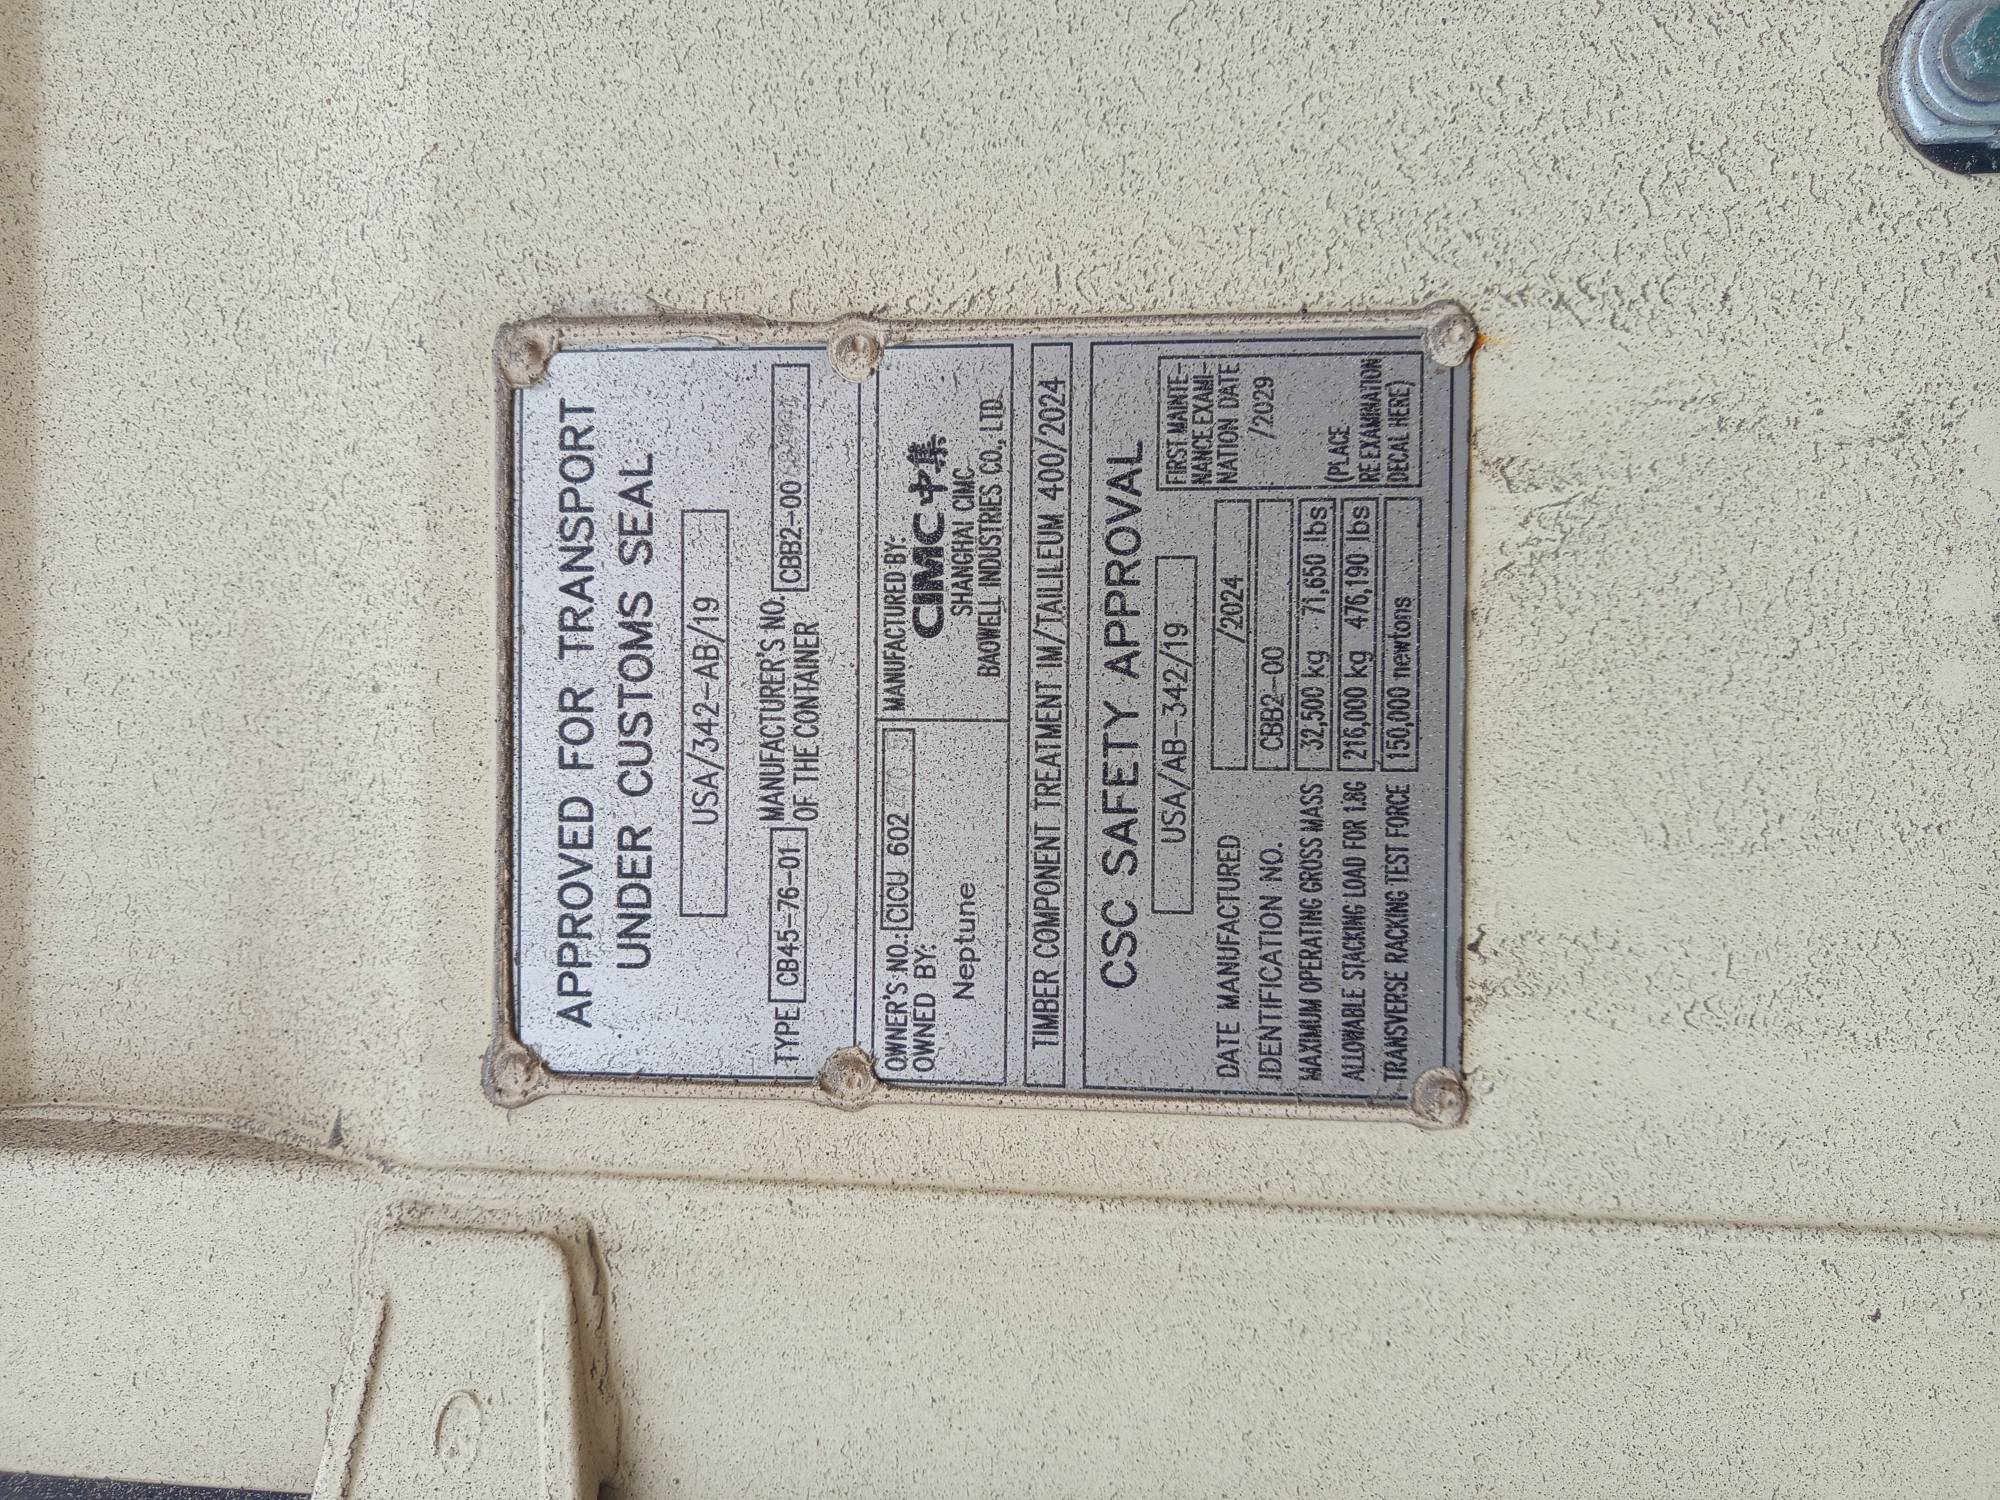 APPROVED FOR TRANSPORT
UNDER CUSTOMS SEAL
USA/342-AB/19
TYPE CB45-76-01 MANUFACTURER'S NO. OF THE CONTAINER CBB2-00
OWNER'S NO.: CICU 602
OWNED BY:
Neptune
MANUFACTURED BY:
CIMC中集
SHANGHAI CIMC
BAOWELL INDUSTRIES CO., LTD.
TIMBER COMPONENT TREATMENT IM/TAILILEUM 400/2024
CSC SAFETY APPROVAL
USA/AB-342/19
DATE MANUFACTURED /2024
IDENTIFICATION NO. CBB2-00
MAXIMUM OPERATING GROSS MASS 32,500 kg 71,650 lbs
ALLOWABLE STACKING LOAD FOR 1.8G 216,000 kg 476,190 lbs
TRANSVERSE RACKING TEST FORCE 150,000 newtons
FIRST MAINTE-
NANCE EXAMI-
NATION DATE
/2029
(PLACE
RE EXAMINATION
DECAL HERE)